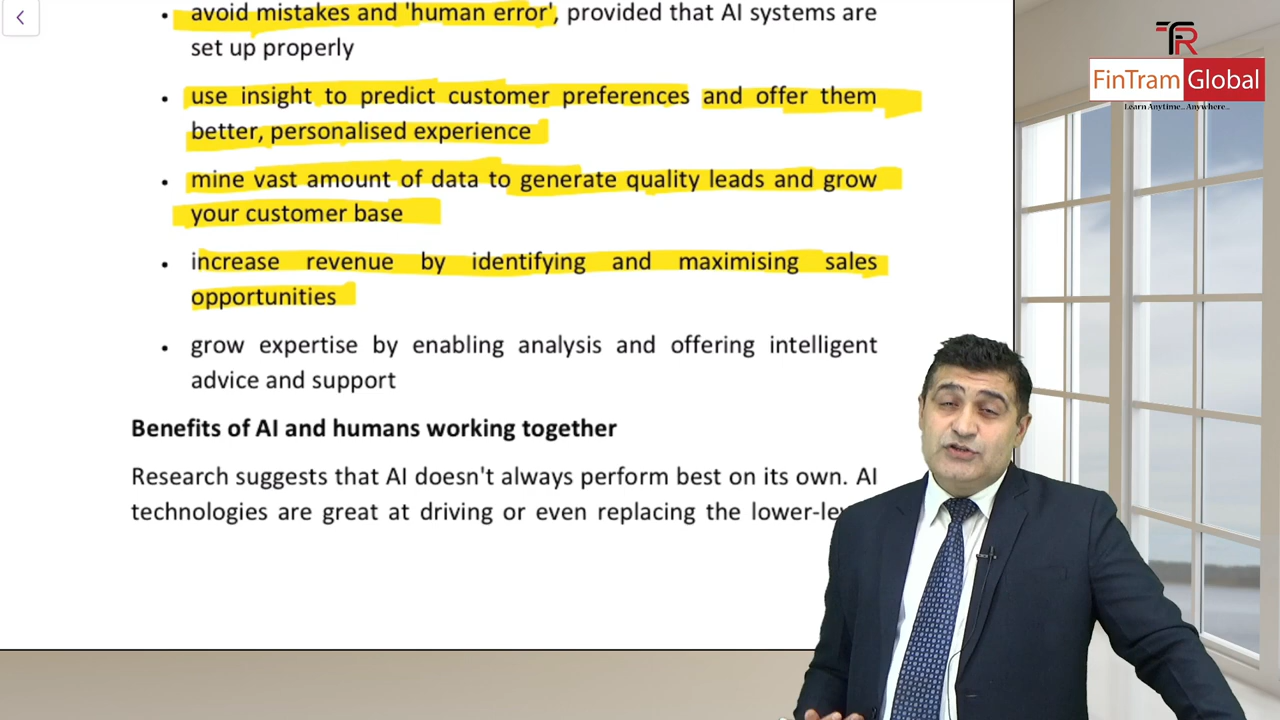 avoid mistakes and 'human error', provided that AI systems are
set up properly
use insight to predict customer preferences and offer them
better, personalised experience
mine vast amount of data to generate quality leads and grow
your customer base
increase revenue by identifying and maximising sales
opportunities
grow expertise by enabling analysis and offering intelligent
advice and support
Benefits of AI and humans working together
Research suggests that AI doesn't always perform best on its own. AI
technologies are great at driving or even replacing the
TR
FinTram Global
Learn Anytime.. Anywhere..